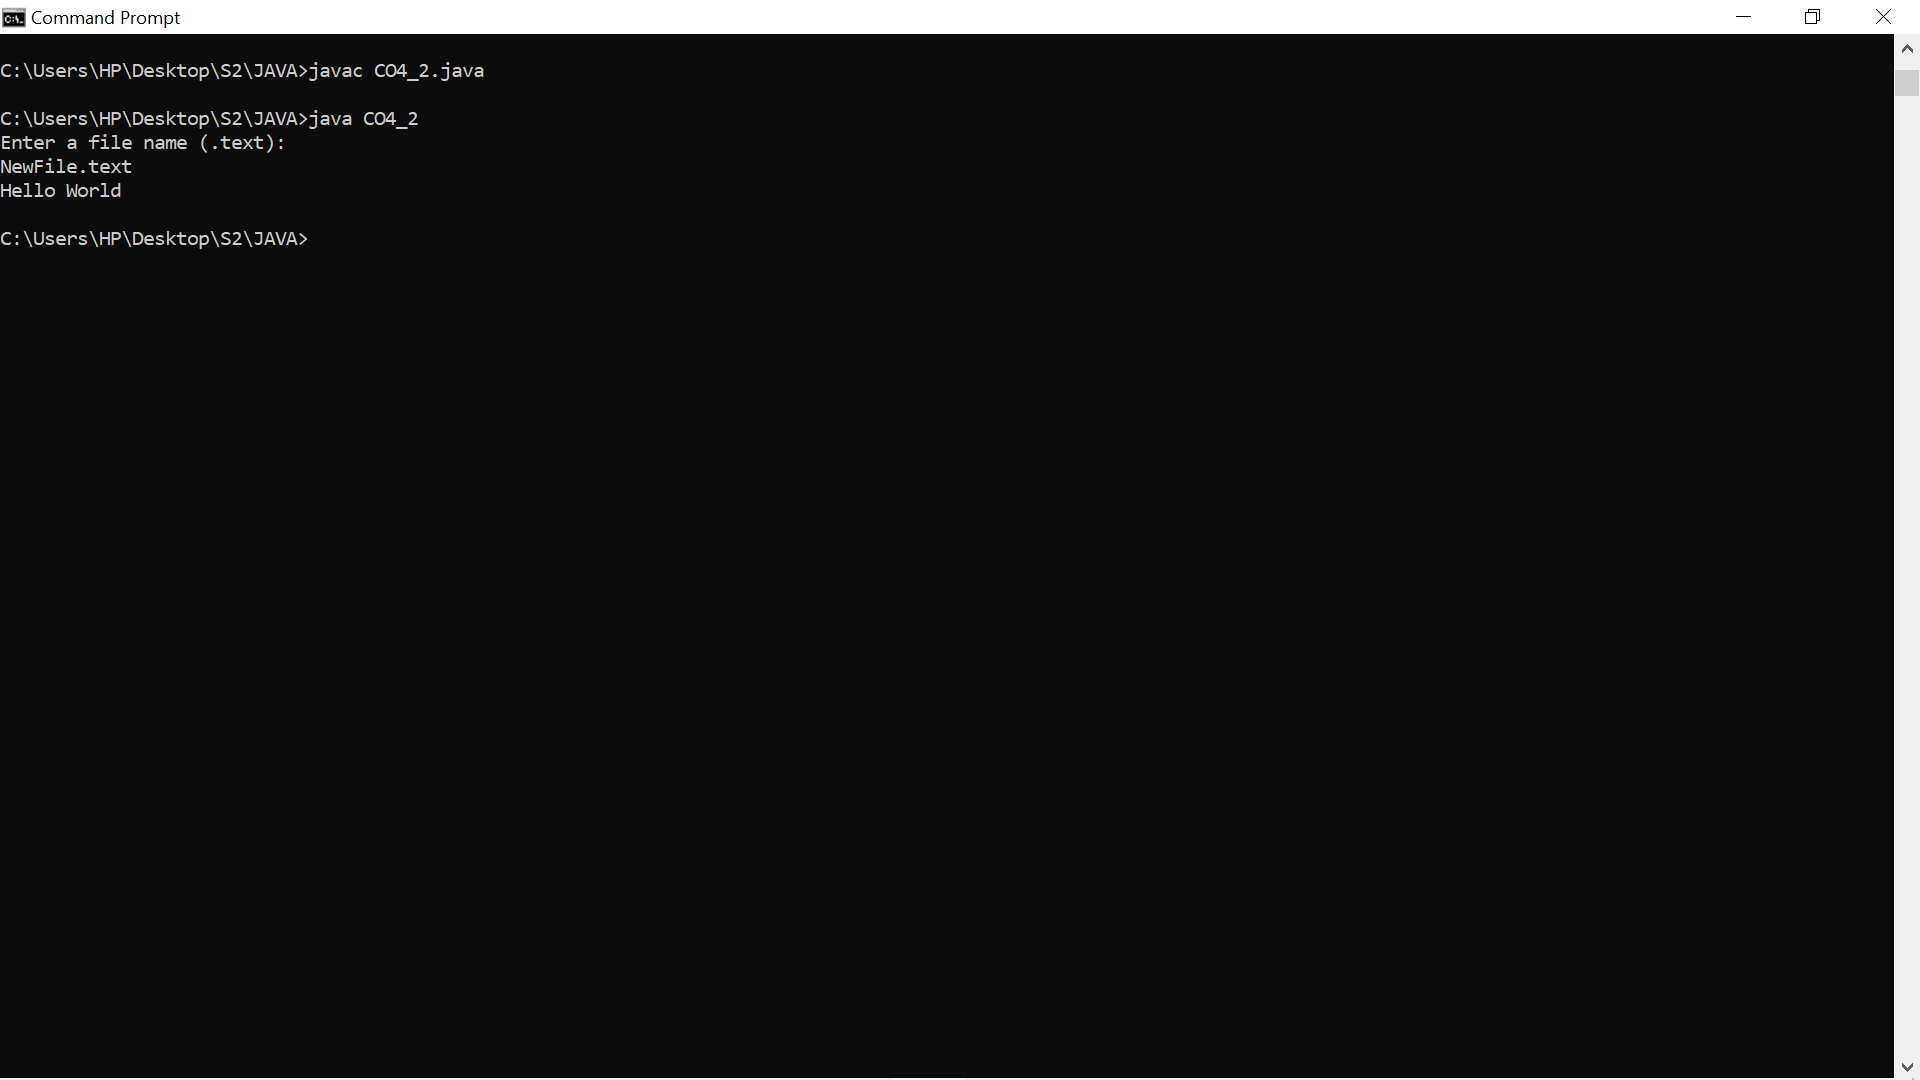 Command Prompt
C:\Users\HP\Desktop\S2\JAVA>javac CO4_2.java
C:\Users\HP\Desktop\S2\JAVA>java CO4_2
Enter a file name (.text):
NewFile.text
Hello World
C:\Users\HP\Desktop\S2\JAVA>